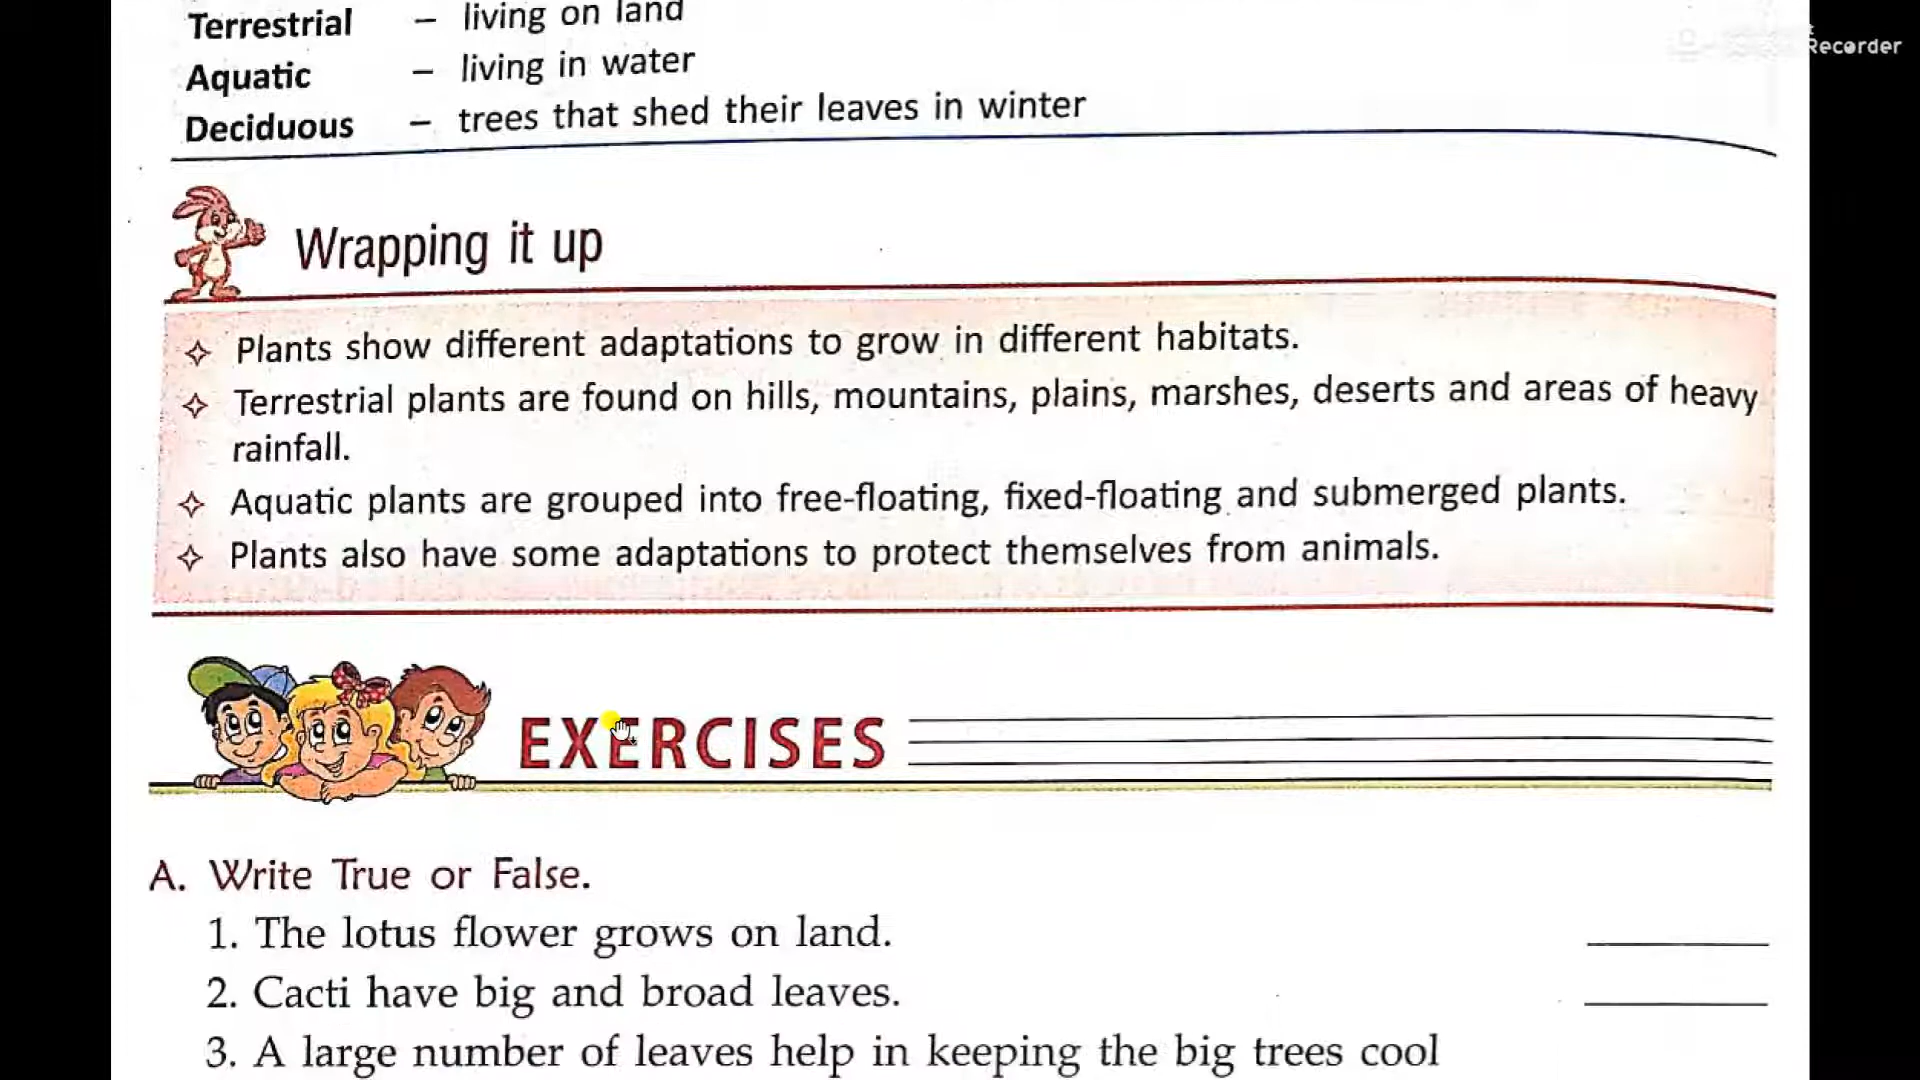 Terrestrial – living on land
Aquatic – living in water
Deciduous – trees that shed their leaves in winter
Recorder
Wrapping it up
Plants show different adaptations to grow in different habitats.
Terrestrial plants are found on hills, mountains, plains, marshes, deserts and areas of heavy
rainfall.
Aquatic plants are grouped into free-floating, fixed-floating and submerged plants.
Plants also have some adaptations to protect themselves from animals.
EXERCISES
A. Write True or False.
1. The lotus flower grows on land.
2. Cacti have big and broad leaves.
3. A large number of leaves help in keeping the big trees cool